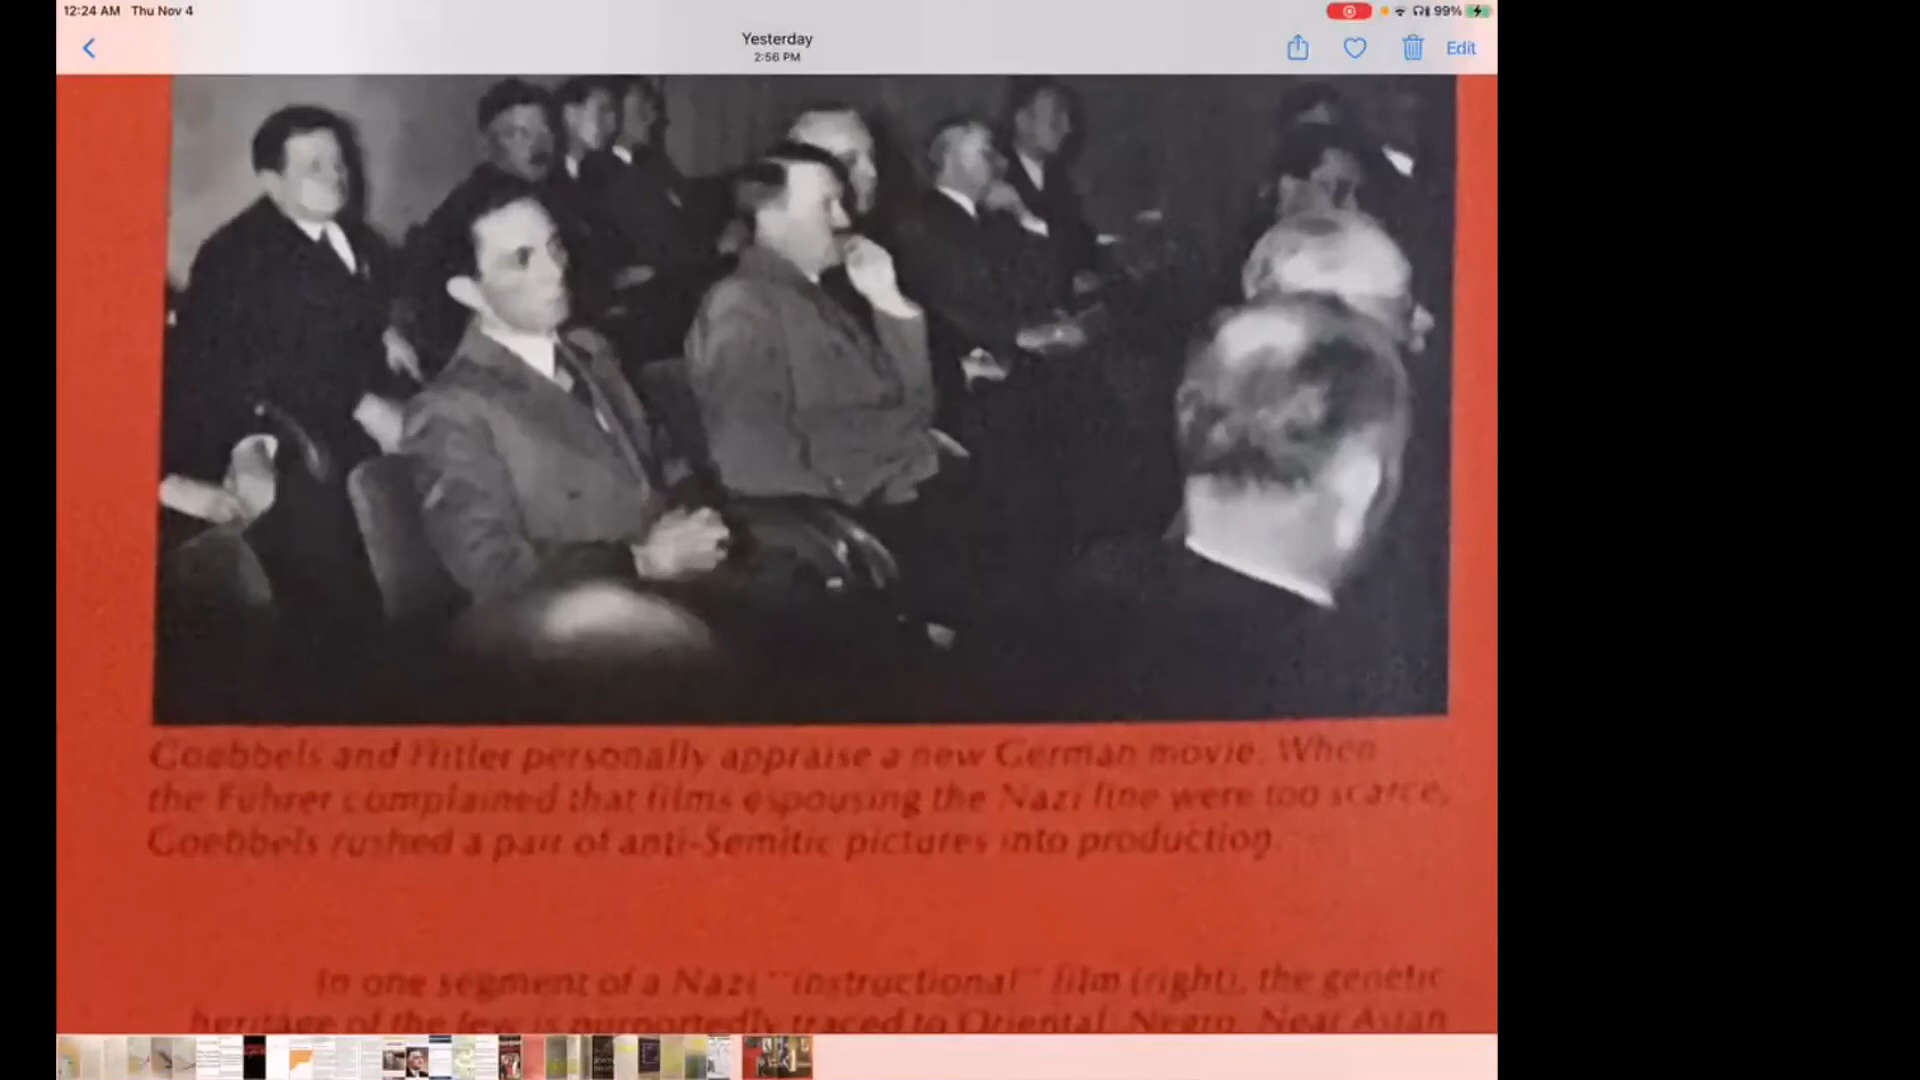 12:24 AM Thu Nov 4
99%
Yesterday
2:56 PM
Edit
Goebbels and Hitler personally appraise a new German movie. When
the Führer complained that films espousing the Nazi line were too scarce,
Goebbels rushed a pair of anti-Semitic pictures into production.
In one segment of a Nazi "instructional" film (right), the genetic
heritage of the Jew is purportedly traced to Oriental, Negro, Near Asian